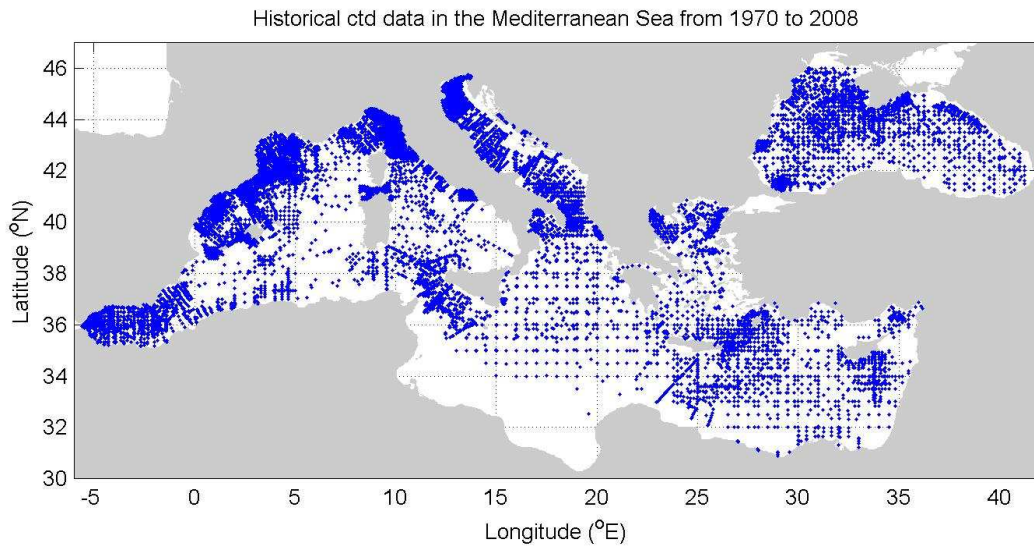 Historical ctd data in the Mediterranean Sea from 1970 to 2008
46
44
42
40
38
36
34
32
30
Latitude (°N)
-5 0 5 10 15 20 25 30 35 40
Longitude (°E)